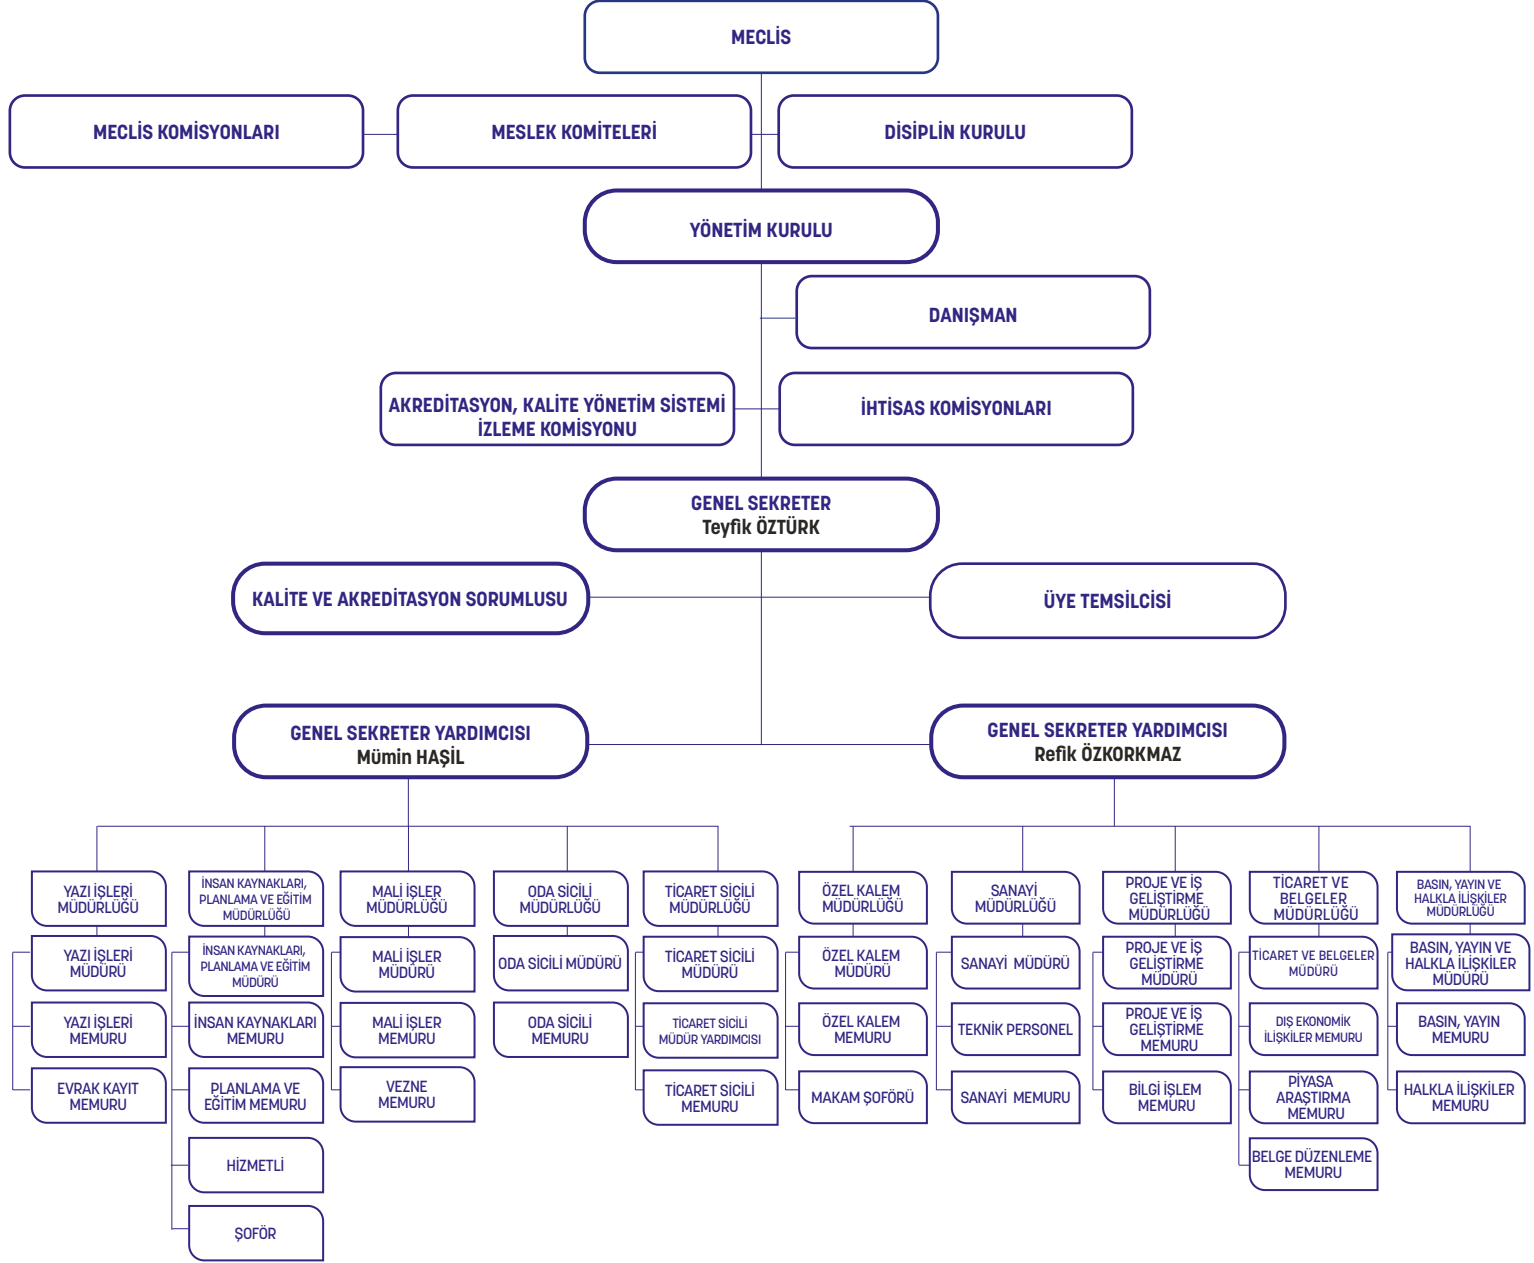 MECLİS
MECLİS KOMİSYONLARI
MESLEK KOMİTELERİ
DİSİPLİN KURULU
YÖNETİM KURULU
DANIŞMAN
AKREDİTASYON, KALİTE YÖNETİM SİSTEMİ
İZLEME KOMİSYONU
İHTİSAS KOMİSYONLARI
GENEL SEKRETER
Teyfik ÖZTÜRK
KALİTE VE AKREDİTASYON SORUMLUSU
ÜYE TEMSİLCİSİ
GENEL SEKRETER YARDIMCISI
Mümin HAŞİL
GENEL SEKRETER YARDIMCISI
Refik ÖZKORKMAZ
YAZI İŞLERİ
MÜDÜRLÜĞÜ
İNSAN KAYNAKLARI,
PLANLAMA VE EĞİTİM
MÜDÜRLÜĞÜ
MALİ İŞLER
MÜDÜRLÜĞÜ
ODA SİCİLİ
MÜDÜRLÜĞÜ
TİCARET SİCİLİ
MÜDÜRLÜĞÜ
ÖZEL KALEM
MÜDÜRLÜĞÜ
SANAYİ
MÜDÜRLÜĞÜ
PROJE VE İŞ
GELİŞTİRME
MÜDÜRLÜĞÜ
TİCARET VE
BELGELER
MÜDÜRLÜĞÜ
BASIN, YAYIN VE
HALKLA İLİŞKİLER
MÜDÜRLÜĞÜ
YAZI İŞLERİ
MÜDÜRÜ
İNSAN KAYNAKLARI,
PLANLAMA VE EĞİTİM
MÜDÜRÜ
MALİ İŞLER
MÜDÜRÜ
ODA SİCİLİ MÜDÜRÜ
TİCARET SİCİLİ
MÜDÜRÜ
ÖZEL KALEM
MÜDÜRÜ
SANAYİ MÜDÜRÜ
PROJE VE İŞ
GELİŞTİRME
MÜDÜRÜ
TİCARET VE BELGELER
MÜDÜRÜ
BASIN, YAYIN VE
HALKLA İLİŞKİLER
MÜDÜRÜ
YAZI İŞLERİ
MEMURU
İNSAN KAYNAKLARI
MEMURU
MALİ İŞLER
MEMURU
ODA SİCİLİ
MEMURU
TİCARET SİCİLİ
MÜDÜR YARDIMCISI
ÖZEL KALEM
MEMURU
TEKNİK PERSONEL
PROJE VE İŞ
GELİŞTİRME
MEMURU
DIŞ EKONOMİK
İLİŞKİLER MEMURU
BASIN, YAYIN
MEMURU
EVRAK KAYIT
MEMURU
PLANLAMA VE
EĞİTİM MEMURU
VEZNE
MEMURU
TİCARET SİCİLİ
MEMURU
MAKAM ŞOFÖRÜ
SANAYİ MEMURU
BİLGİ İŞLEM
MEMURU
PİYASA
ARAŞTIRMA
MEMURU
HALKLA İLİŞKİLER
MEMURU
HİZMETLİ
BELGE DÜZENLEME
MEMURU
ŞOFÖR